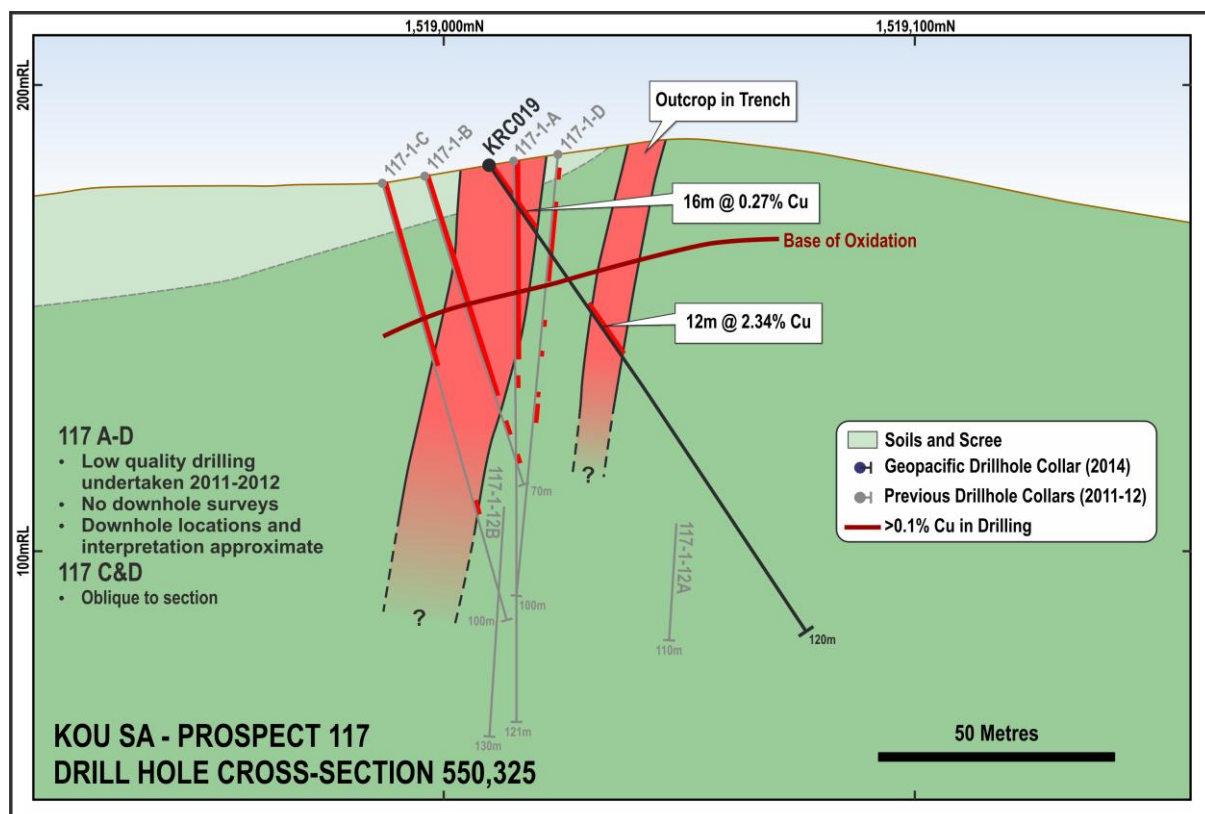 1,519,000mN
1,519,100mN
200mRL
100mRL
117-1-C
117-1-B
KRC019
117-1-A
117-1-D
Outcrop in Trench
16m @ 0.27% Cu
Base of Oxidation
12m @ 2.34% Cu
117 A-D
• Low quality drilling
undertaken 2011-2012
• No downhole surveys
• Downhole locations and
interpretation approximate
117 C&D
• Oblique to section
?
?
117-1-12B
117-1-12A
70m
100m
100m
110m
120m
121m
130m
Soils and Scree
Geopacific Drillhole Collar (2014)
Previous Drillhole Collars (2011-12)
>0.1% Cu in Drilling
KOU SA - PROSPECT 117
DRILL HOLE CROSS-SECTION 550,325
50 Metres